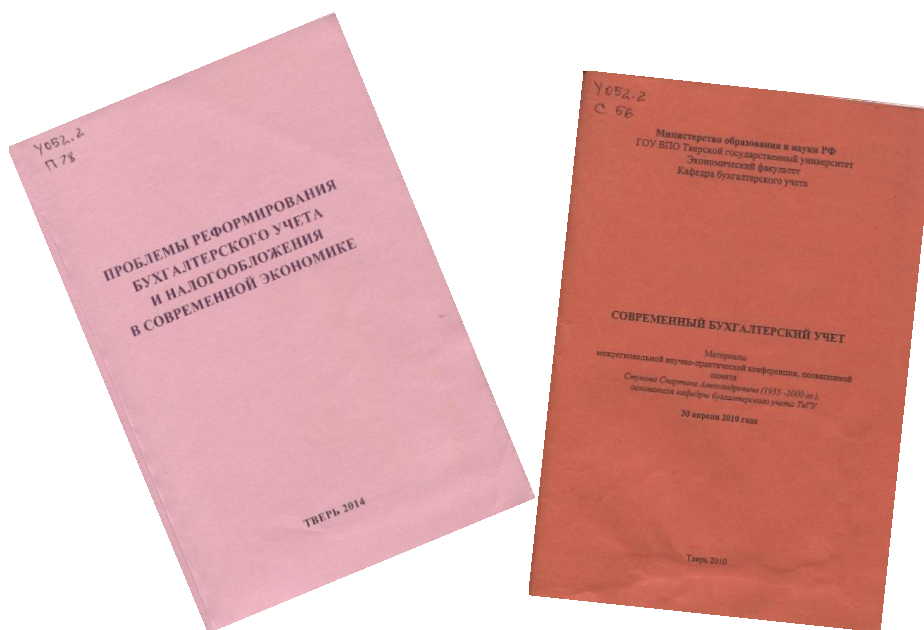 У052.2
П 78
ПРОБЛЕМЫ РЕФОРМИРОВАНИЯ
БУХГАЛТЕРСКОГО УЧЕТА
И НАЛОГООБЛОЖЕНИЯ
В СОВРЕМЕННОЙ ЭКОНОМИКЕ
ТВЕРЬ 2014
У052.2
С 56
Министерство образования и науки РФ
ГОУ ВПО Тверской государственный университет
Экономический факультет
Кафедра бухгалтерского учета
СОВРЕМЕННЫЙ БУХГАЛТЕРСКИЙ УЧЕТ
Материалы
межрегиональной научно-практической конференции, посвященной
памяти
Ступова Спартака Александровича (1935 -2000 гг.),
основателя кафедры бухгалтерского учета ТвГУ
30 апреля 2010 года
Тверь 2010